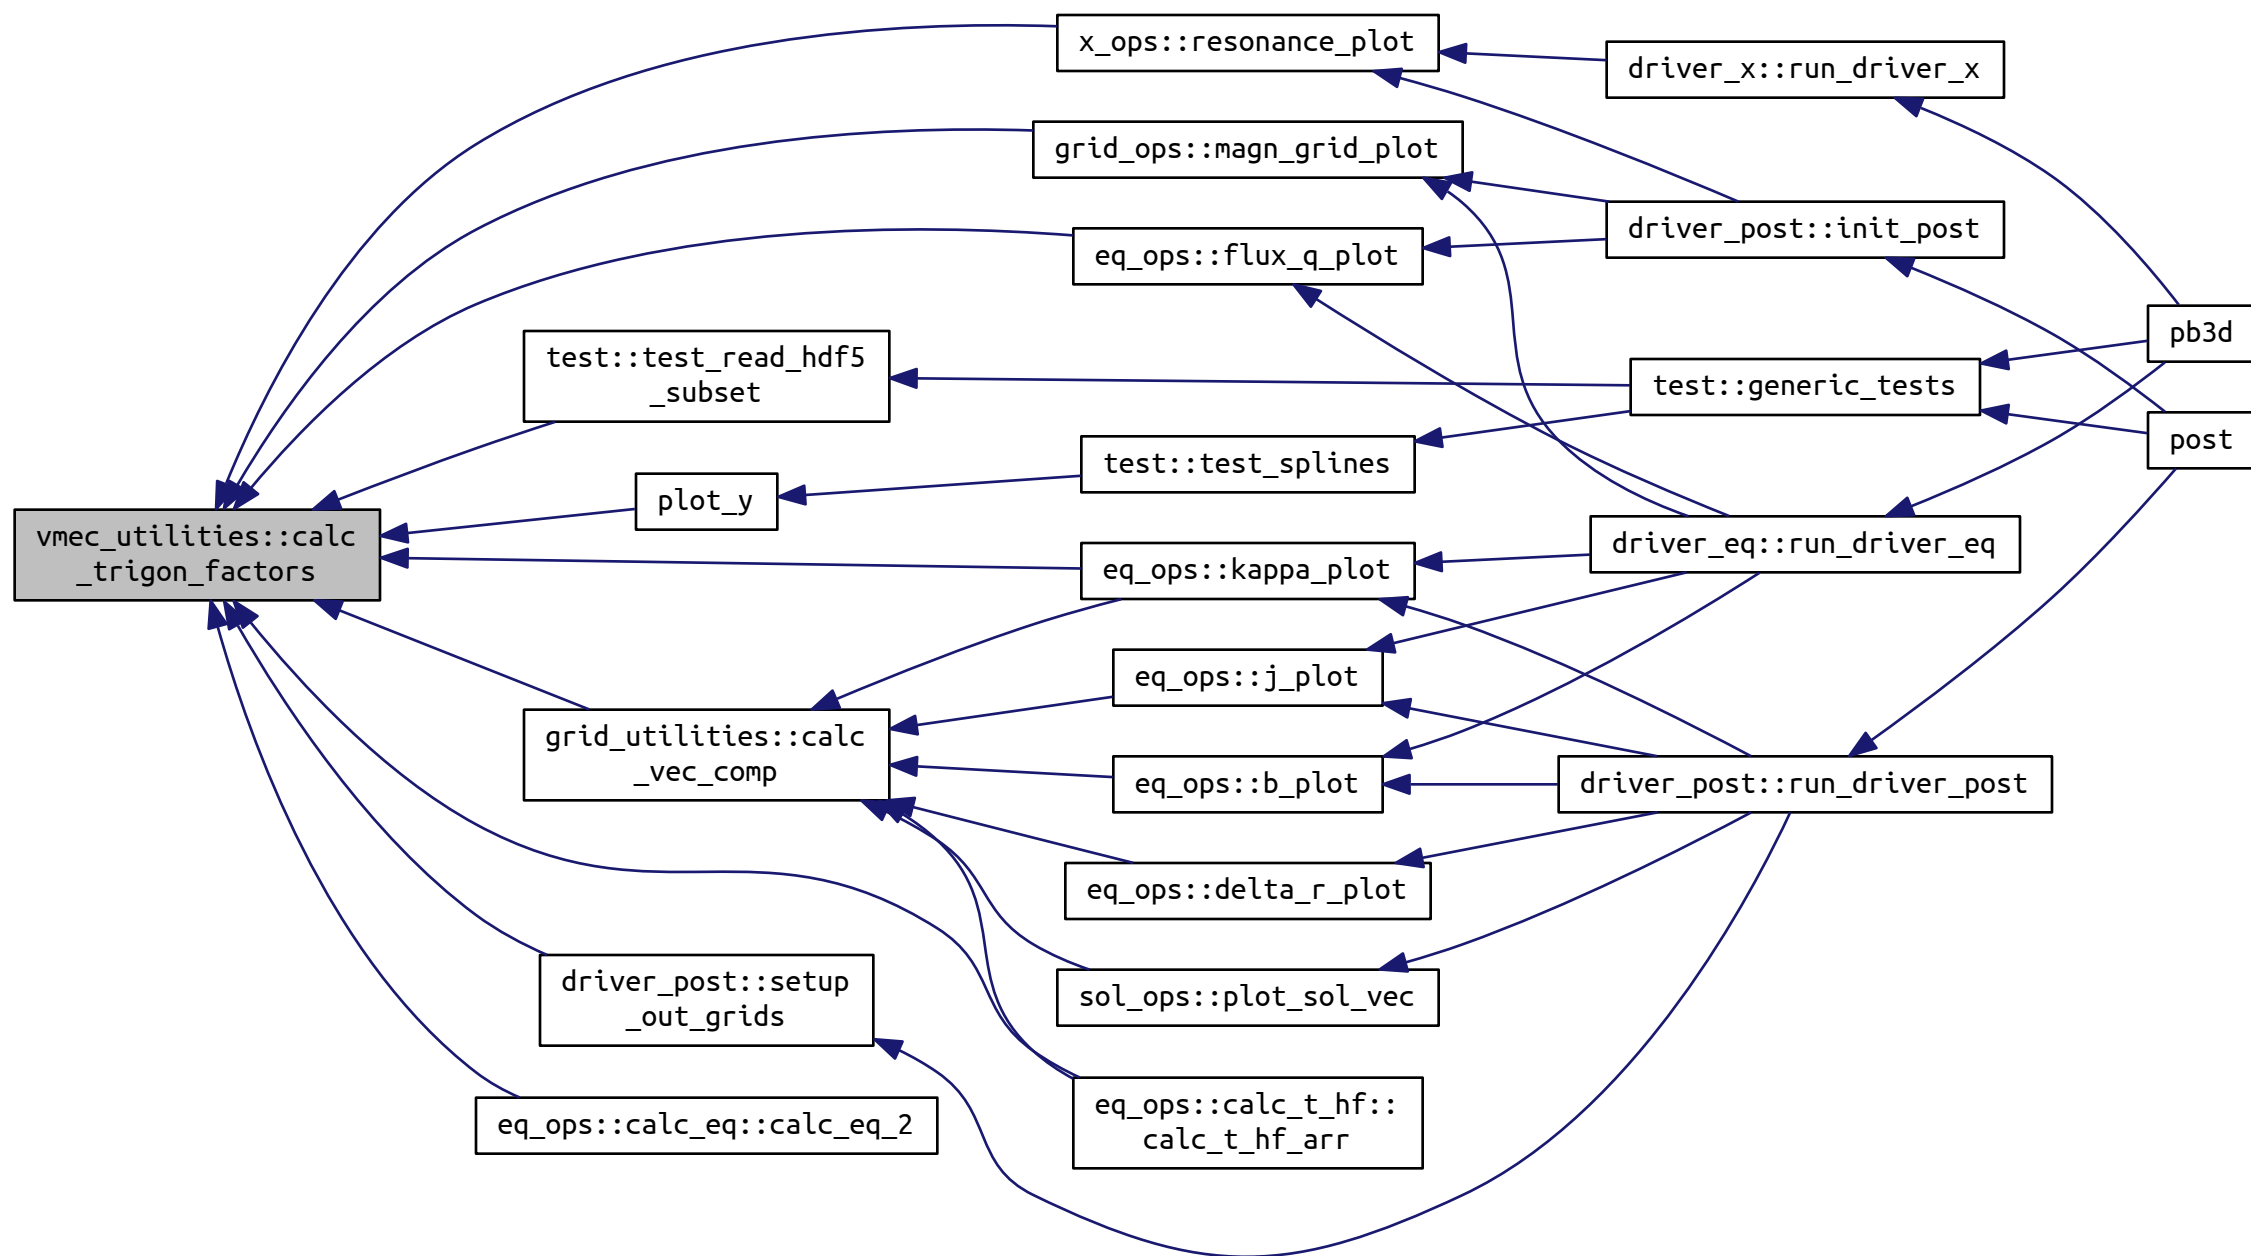 x_ops::resonance_plot
driver_x::run_driver_x
grid_ops::magn_grid_plot
driver_post::init_post
eq_ops::flux_q_plot
pb3d
test::test_read_hdf5
_subset
test::generic_tests
post
test::test_splines
plot_y
vmec_utilities::calc
_trigon_factors
driver_eq::run_driver_eq
eq_ops::kappa_plot
eq_ops::j_plot
grid_utilities::calc
_vec_comp
eq_ops::b_plot
driver_post::run_driver_post
eq_ops::delta_r_plot
driver_post::setup
_out_grids
sol_ops::plot_sol_vec
eq_ops::calc_eq::calc_eq_2
eq_ops::calc_t_hf::
calc_t_hf_arr